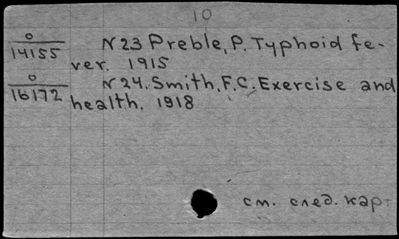 10
0
14155
N23 Preble, P. Typhoid fe-
ver. 1915
0
16172
N24. Smith, F.C. Exercise and
health. 1918
см. след. кар